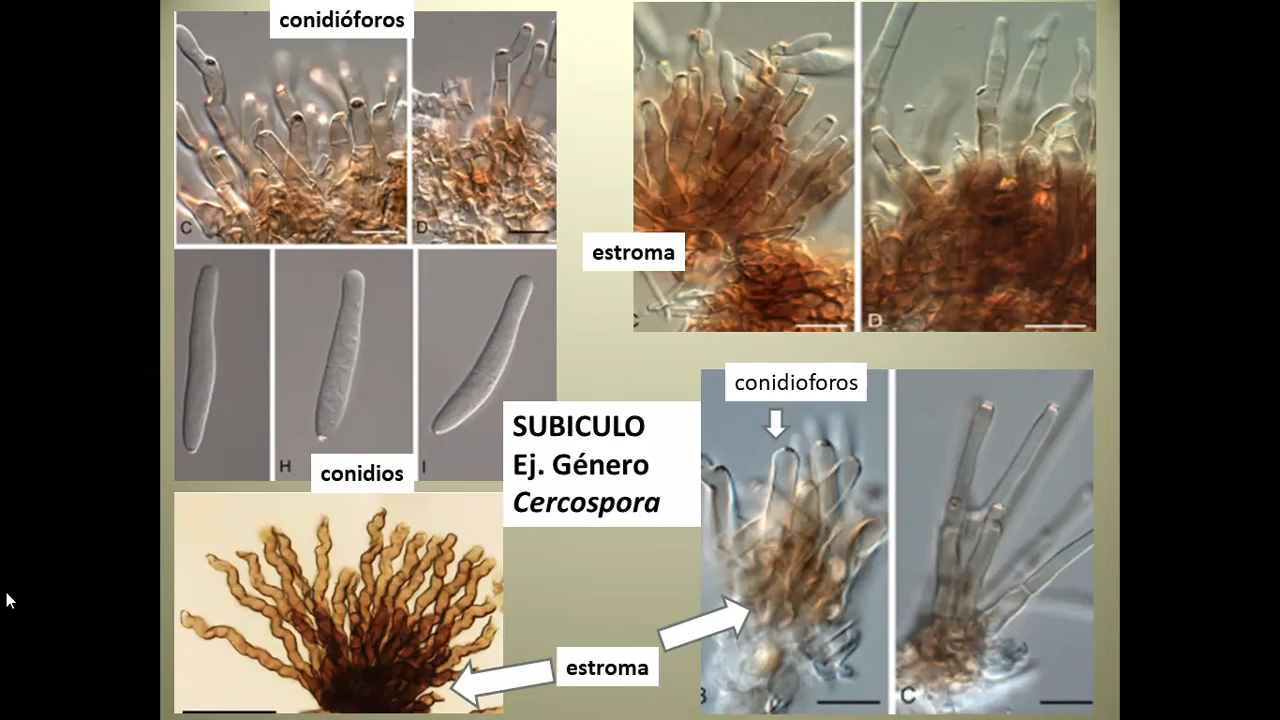 conidióforos
C
D
estroma
D
H
I
conidios
SUBICULO
Ej. Género
Cercospora
conidioforos
estroma
C